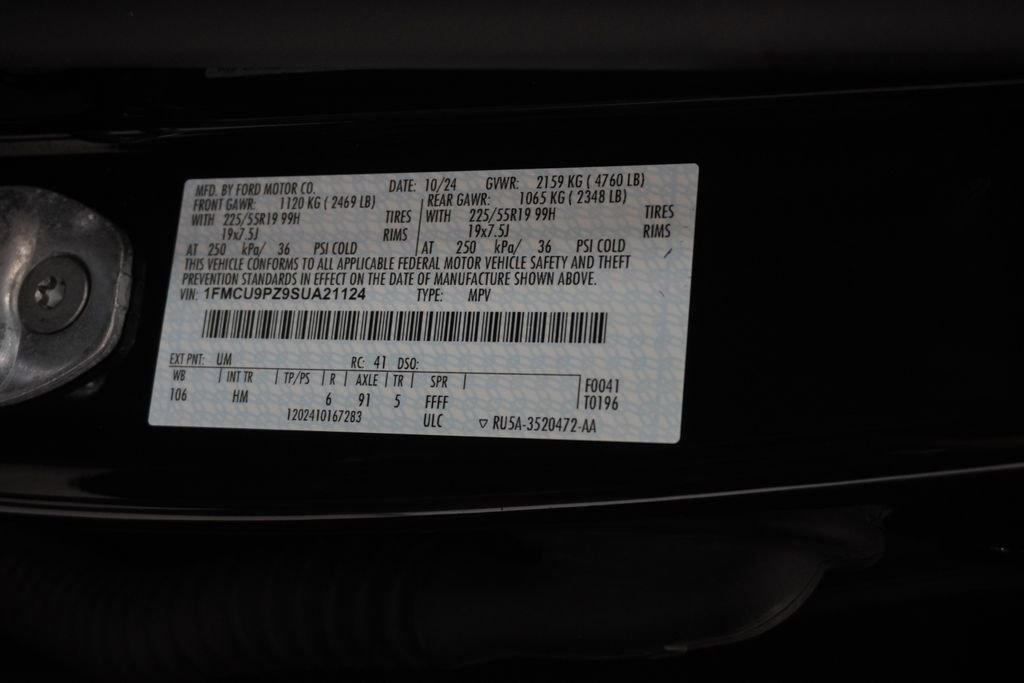 MFD. BY FORD MOTOR CO. DATE: 10/24 GVWR: 2159 KG ( 4760 LB)
FRONT GAWR: 1120 KG ( 2469 LB) REAR GAWR: 1065 KG ( 2348 LB)
WITH 225/55R19 99H TIRES WITH 225/55R19 99H TIRES
19x7.5J RIMS 19x7.5J RIMS
AT 250 kPa/ 36 PSI COLD AT 250 kPa/ 36 PSI COLD
THIS VEHICLE CONFORMS TO ALL APPLICABLE FEDERAL MOTOR VEHICLE SAFETY AND THEFT
PREVENTION STANDARDS IN EFFECT ON THE DATE OF MANUFACTURE SHOWN ABOVE.
VIN: 1FMCU9PZ9SUA21124 TYPE: MPV
EXT PNT: UM RC: 41 DSO:
WB INT TR TP/PS R AXLE TR SPR F0041
106 HM 6 91 5 FFFF T0196
1202410167283 ULC ▽ RU5A-3520472-AA